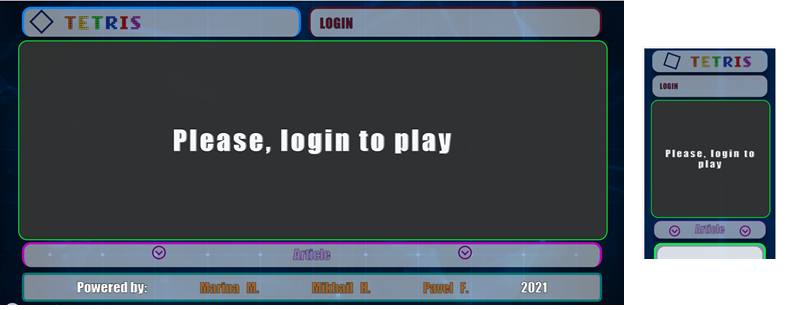 TETRIS
LOGIN
Please, login to play
Article
Powered by: Marina M. Mikhail H. Pavel F. 2021
TETRIS
LOGIN
Please, login to
play
Article